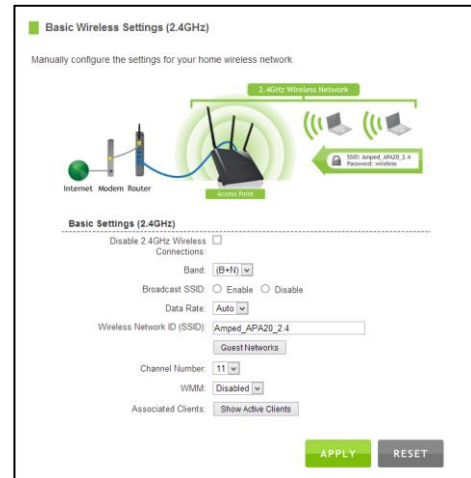 Basic Wireless Settings (2.4GHz)
Manually configure the settings for your home wireless network.
2.4GHz Wireless Network
SSID: Amped_APA20_2.4
Password: wireless
Internet Modem Router
Access Point
Basic Settings (2.4GHz)
Disable 2.4GHz Wireless
Connections:
Band: (B+N)
Broadcast SSID: Enable Disable
Data Rate: Auto
Wireless Network ID (SSID): Amped_APA20_2.4
Guest Networks
Channel Number: 11
WMM: Disabled
Associated Clients: Show Active Clients
APPLY RESET